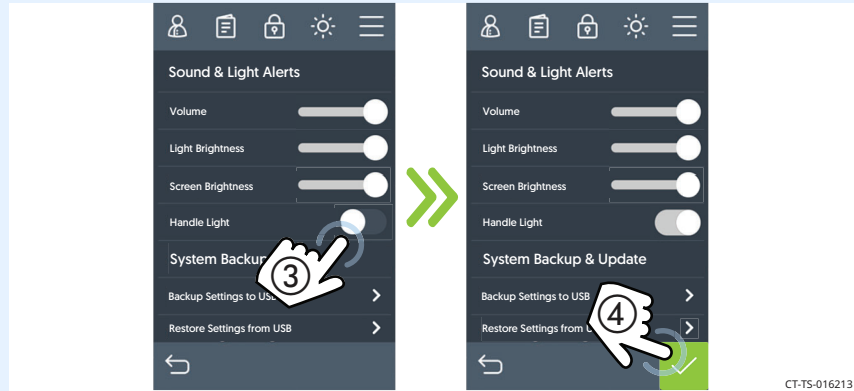 Sound & Light Alerts
Volume
Light Brightness
Screen Brightness
Handle Light
System Backup
3
Backup Settings to USB
Restore Settings from USB
Sound & Light Alerts
Volume
Light Brightness
Screen Brightness
Handle Light
System Backup & Update
Backup Settings to USB
4
Restore Settings from
CT-TS-016213